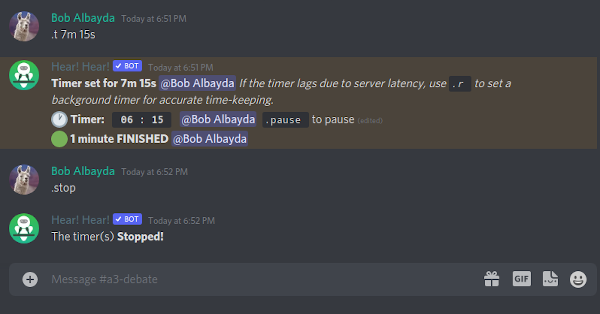 Bob Albayda Today at 6:51 PM
.t 7m 15s
Hear! Hear! ✓ BOT Today at 6:51 PM
Timer set for 7m 15s @Bob Albayda If the timer lags due to server latency, use .r to set a
background timer for accurate time-keeping.
Timer: 06 : 15 @Bob Albayda .pause to pause (edited)
1 minute FINISHED @Bob Albayda
Bob Albayda Today at 6:52 PM
.stop
Hear! Hear! ✓ BOT Today at 6:52 PM
The timer(s) Stopped!
Message #a3-debate GIF